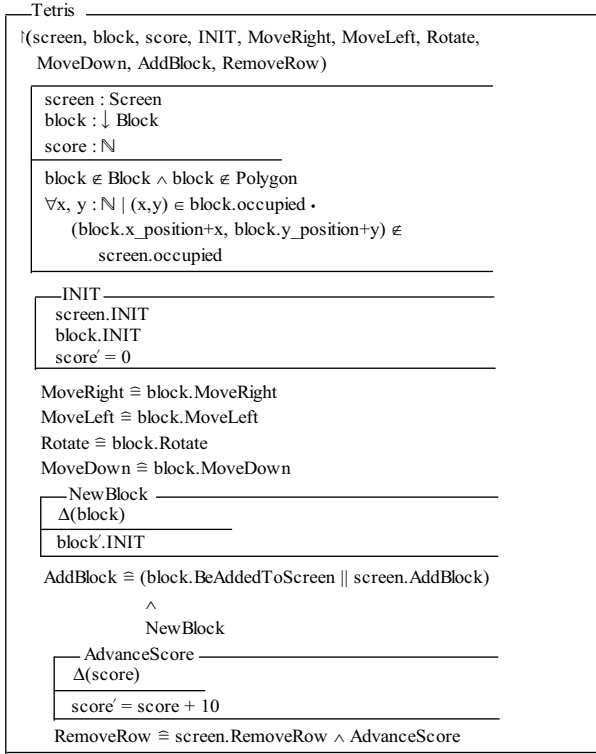 Tetris
↾(screen, block, score, INIT, MoveRight, MoveLeft, Rotate,
MoveDown, AddBlock, RemoveRow)
screen : Screen
block : ↓ Block
score : ℕ
block ∉ Block ∧ block ∉ Polygon
∀x, y : ℕ | (x,y) ∈ block.occupied •
(block.x_position+x, block.y_position+y) ∉
screen.occupied
INIT
screen.INIT
block.INIT
score′ = 0
MoveRight ≙ block.MoveRight
MoveLeft ≙ block.MoveLeft
Rotate ≙ block.Rotate
MoveDown ≙ block.MoveDown
NewBlock
Δ(block)
block′.INIT
AddBlock ≙ (block.BeAddedToScreen || screen.AddBlock)
∧
NewBlock
AdvanceScore
Δ(score)
score′ = score + 10
RemoveRow ≙ screen.RemoveRow ∧ AdvanceScore